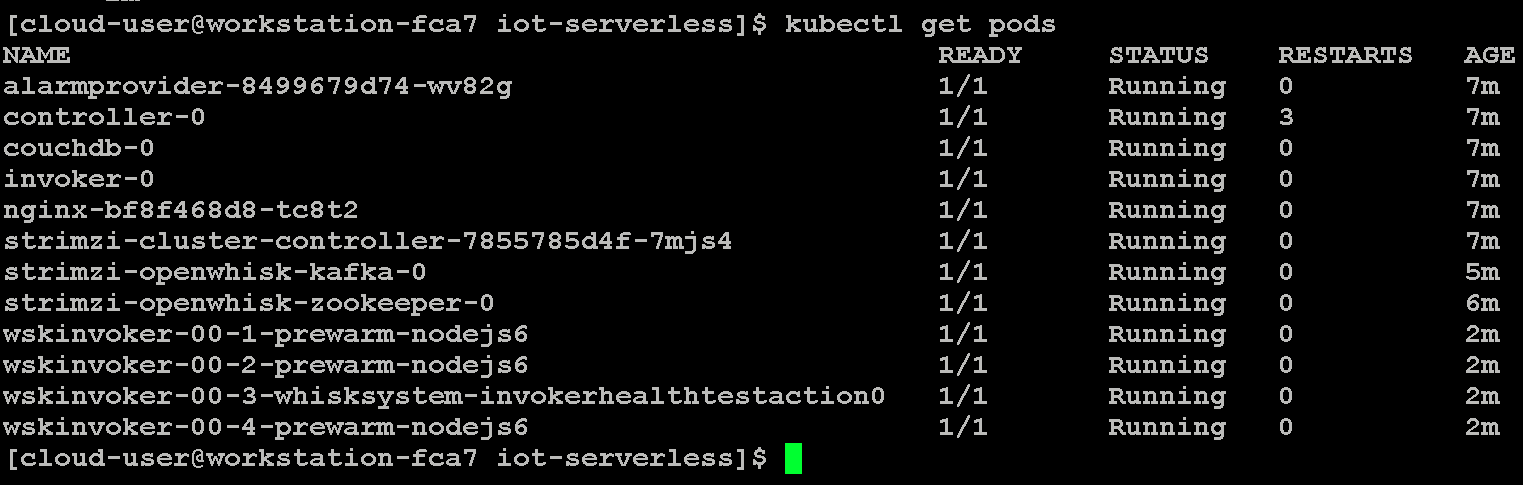 [cloud-user@workstation-fca7 iot-serverless]$ kubectl get pods
NAME READY STATUS RESTARTS AGE
alarmprovider-8499679d74-wv82g 1/1 Running 0 7m
controller-0 1/1 Running 3 7m
couchdb-0 1/1 Running 0 7m
invoker-0 1/1 Running 0 7m
nginx-bf8f468d8-tc8t2 1/1 Running 0 7m
strimzi-cluster-controller-7855785d4f-7mjs4 1/1 Running 0 7m
strimzi-openwhisk-kafka-0 1/1 Running 0 5m
strimzi-openwhisk-zookeeper-0 1/1 Running 0 6m
wskinvoker-00-1-prewarm-nodejs6 1/1 Running 0 2m
wskinvoker-00-2-prewarm-nodejs6 1/1 Running 0 2m
wskinvoker-00-3-whisksystem-invokerhealthtestaction0 1/1 Running 0 2m
wskinvoker-00-4-prewarm-nodejs6 1/1 Running 0 2m
[cloud-user@workstation-fca7 iot-serverless]$